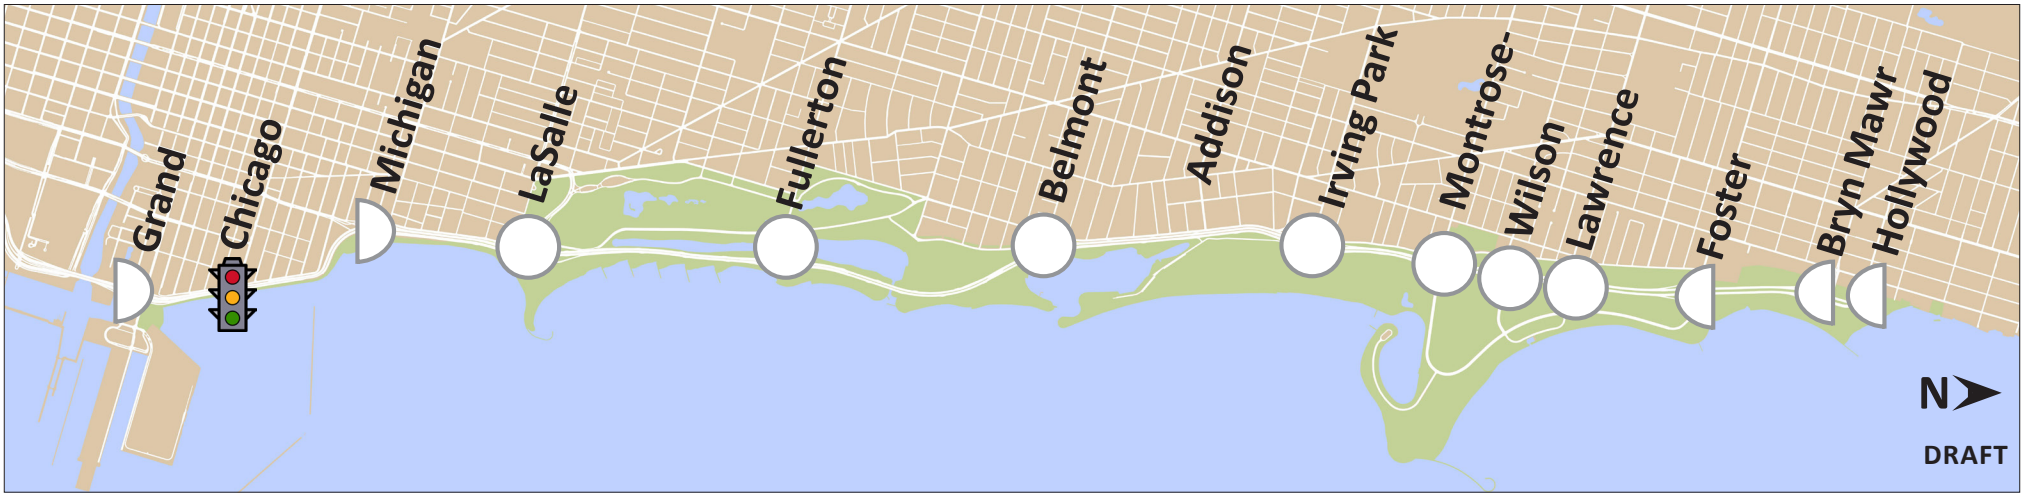 Grand
Chicago
Michigan
LaSalle
Fullerton
Belmont
Addison
Irving Park
Montrose-
Wilson
Lawrence
Foster
Bryn Mawr
Hollywood
N
DRAFT